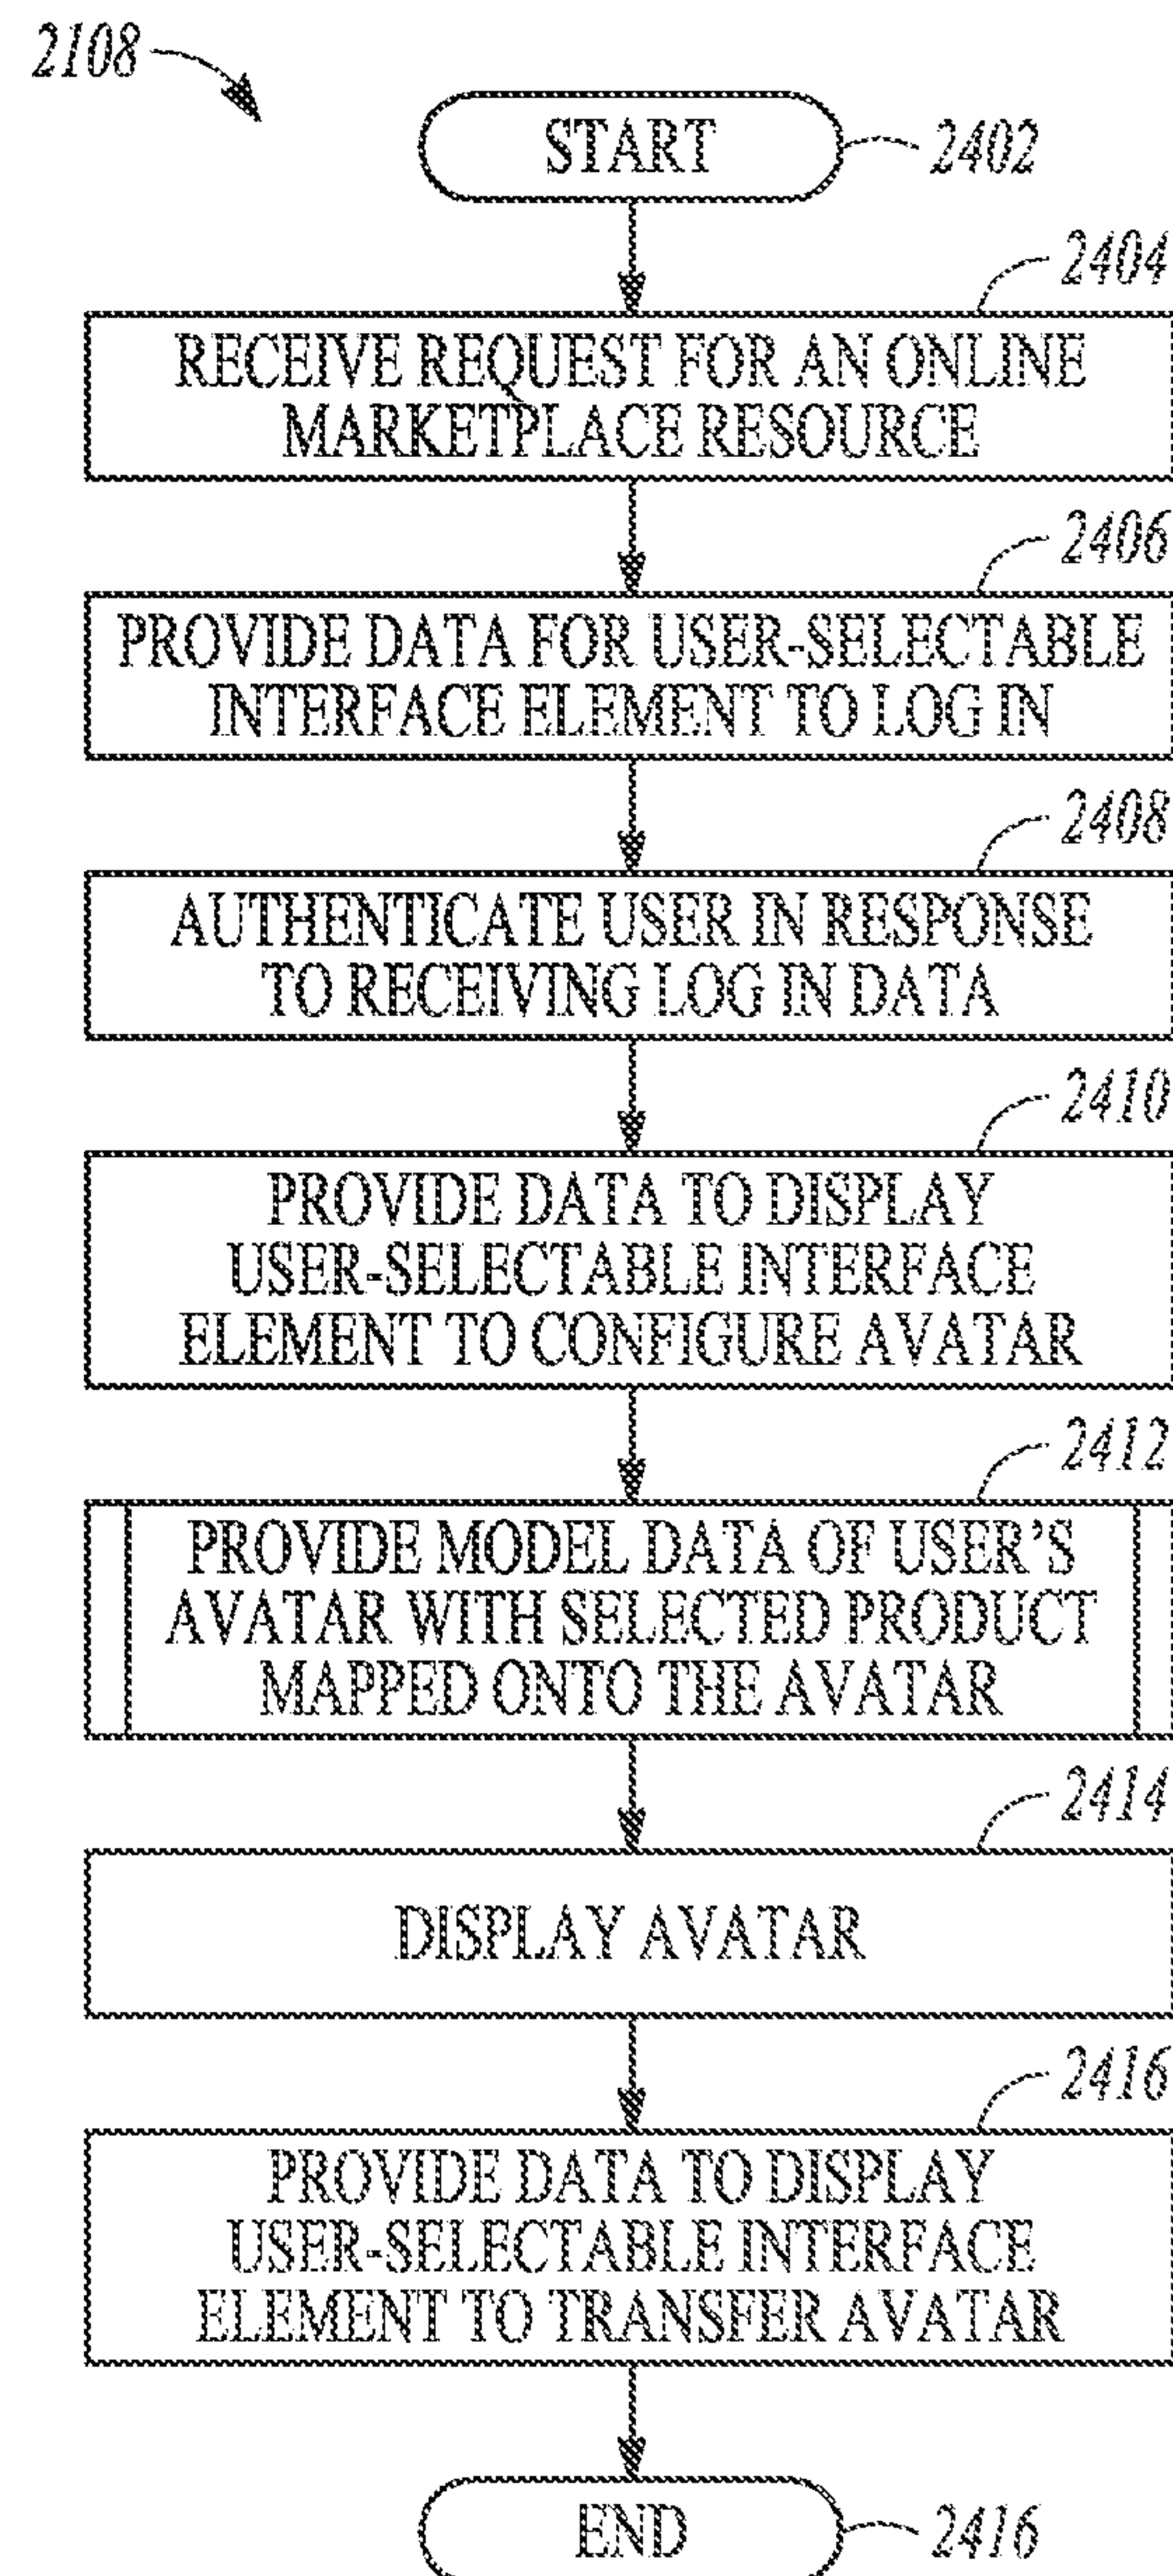 2108
START
2402
2404
RECEIVE REQUEST FOR AN ONLINE
MARKETPLACE RESOURCE
2406
PROVIDE DATA FOR USER-SELECTABLE
INTERFACE ELEMENT TO LOG IN
2408
AUTHENTICATE USER IN RESPONSE
TO RECEIVING LOG IN DATA
2410
PROVIDE DATA TO DISPLAY
USER-SELECTABLE INTERFACE
ELEMENT TO CONFIGURE AVATAR
2412
PROVIDE MODEL DATA OF USER'S
AVATAR WITH SELECTED PRODUCT
MAPPED ONTO THE AVATAR
2414
DISPLAY AVATAR
2416
PROVIDE DATA TO DISPLAY
USER-SELECTABLE INTERFACE
ELEMENT TO TRANSFER AVATAR
END
2416